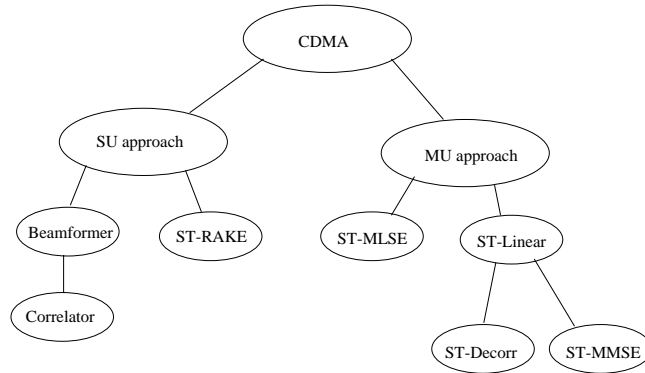 CDMA
SU approach
MU approach
Beamformer
ST-RAKE
ST-MLSE
ST-Linear
Correlator
ST-Decorr
ST-MMSE